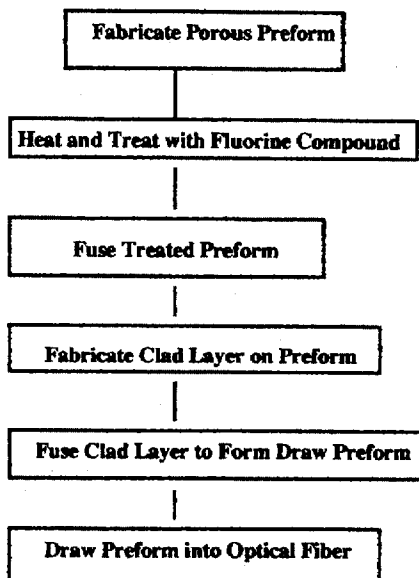 Fabricate Porous Preform
Heat and Treat with Fluorine Compound
Fuse Treated Preform
Fabricate Clad Layer on Preform
Fuse Clad Layer to Form Draw Preform
Draw Preform into Optical Fiber